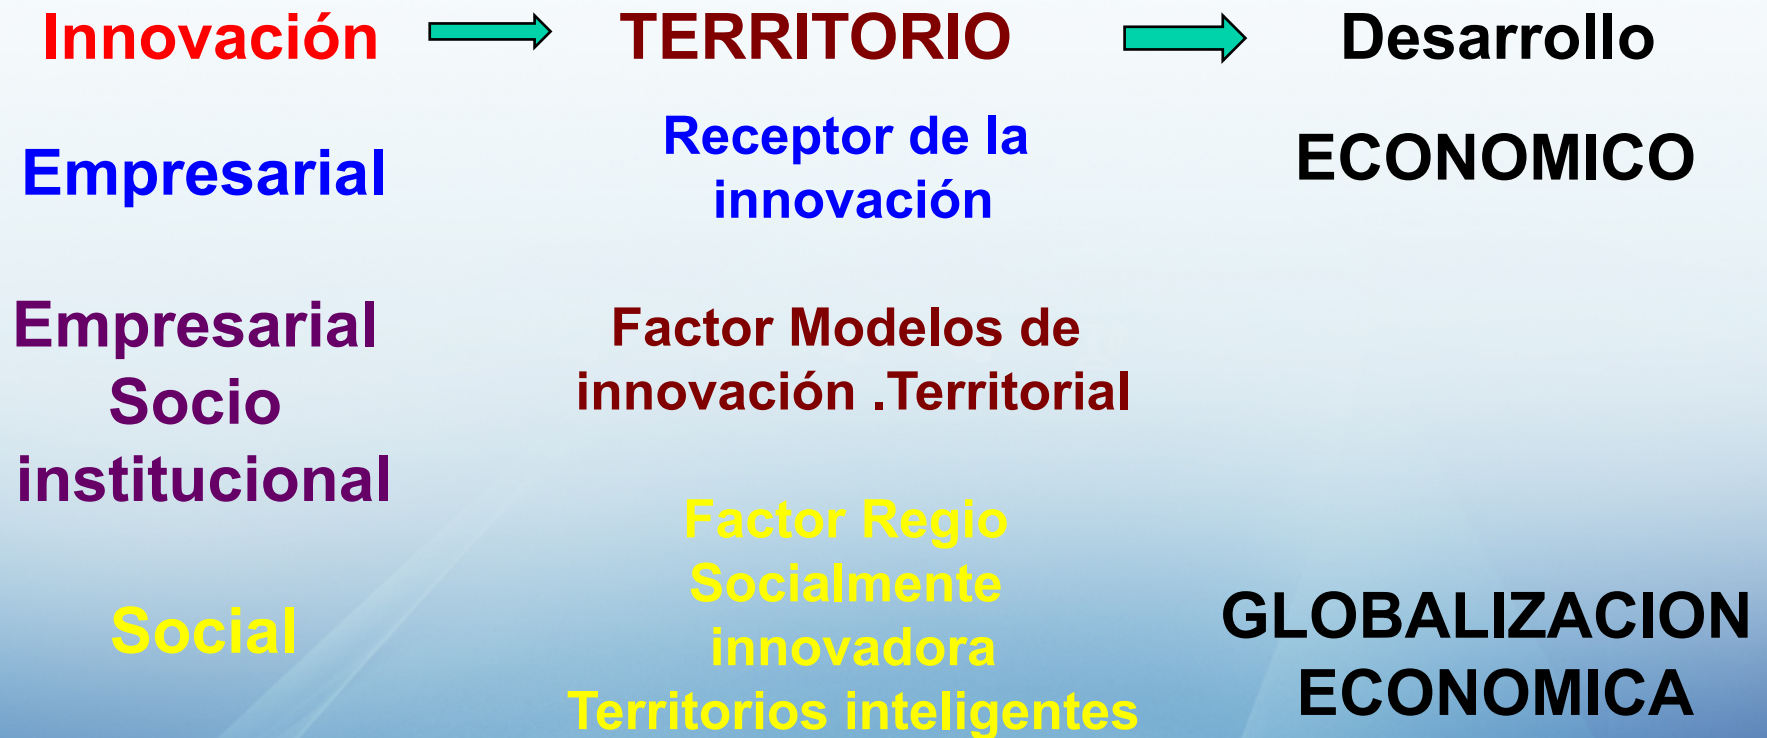 Innovación
TERRITORIO
Desarrollo
Empresarial
Receptor de la
innovación
ECONOMICO
Empresarial
Socio
institucional
Factor Modelos de
innovación .Territorial
Social
Factor Regio
Socialmente
innovadora
Territorios inteligentes
GLOBALIZACION
ECONOMICA